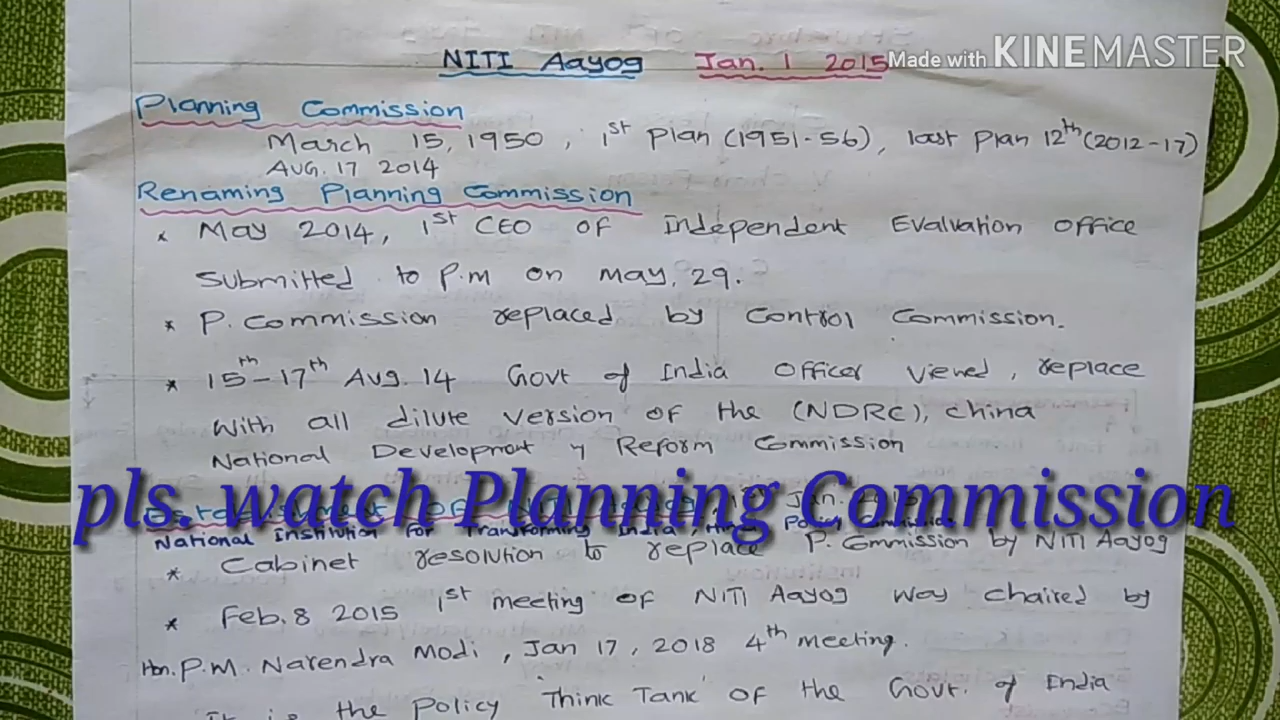 NITI Aayog Jan. 1 2015
Made with KINEMASTER
Planning Commission
March 15, 1950, 1st plan (1951-56), last plan 12th (2012-17)
AUG. 17 2014
Renaming Planning Commission
* May 2014, 1st CEO OF Independent Evaluation office
submitted to P.m on may, 29.
* P. Commission replaced by Control Commission.
* 15th-17th Aug. 14 Govt of India Officer viewed, replace
with all dilute version of the (NDRC), china
National Development & Reform Commission
pls. watch Planning Commission
National Institution For Transforming India
* Cabinet resolution to replace P. Commission by NITI Aayog
* Feb. 8 2015 1st meeting of NITI Aayog way chaired by
Hon. P.M. Narendra Modi, Jan 17, 2018 4th meeting.
It is the Policy 'Think Tank' OF the Govt. of India